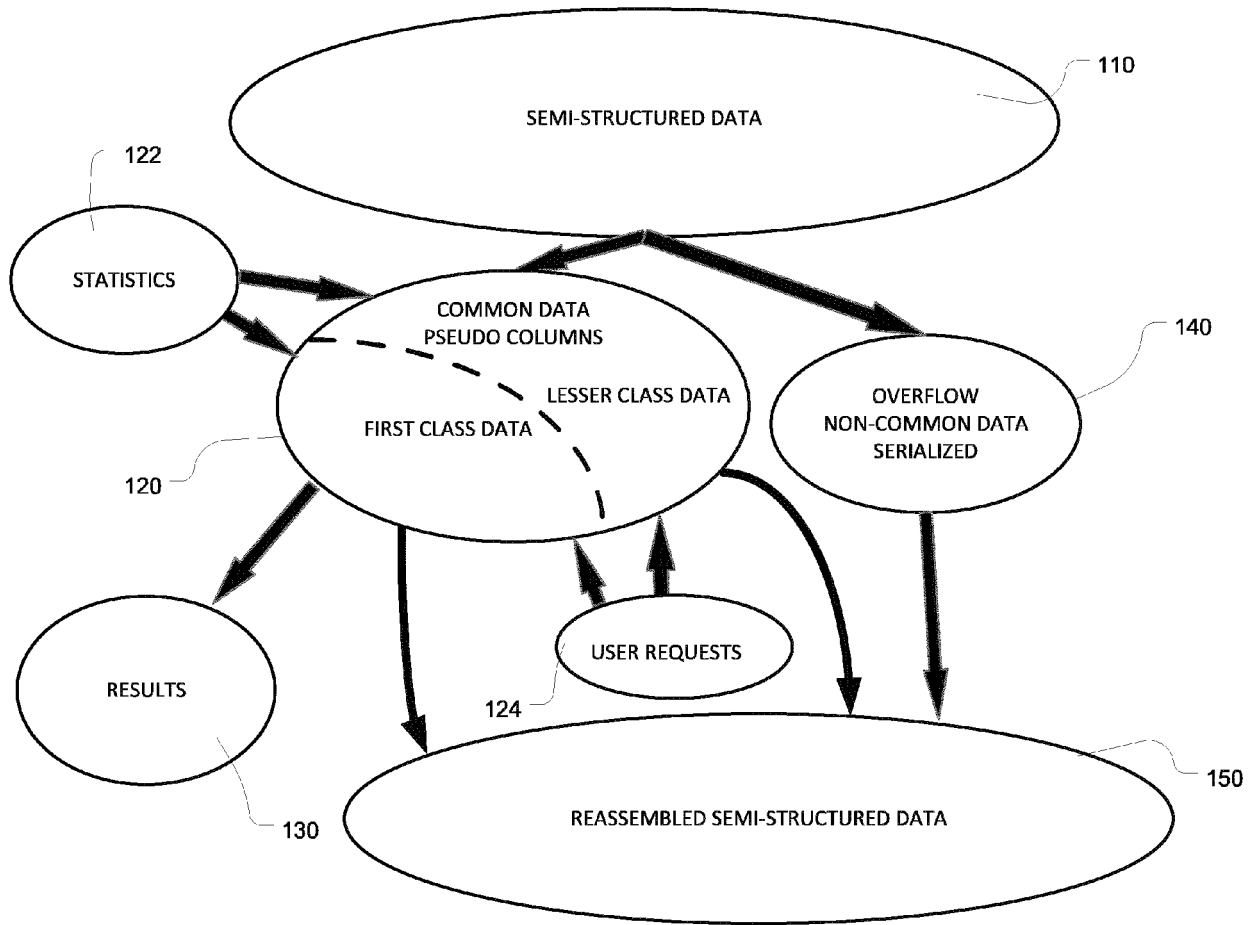 110
SEMI-STRUCTURED DATA
122
STATISTICS
COMMON DATA
PSEUDO COLUMNS
140
LESSER CLASS DATA
FIRST CLASS DATA
OVERFLOW
NON-COMMON DATA
SERIALIZED
120
USER REQUESTS
RESULTS
124
150
REASSEMBLED SEMI-STRUCTURED DATA
130